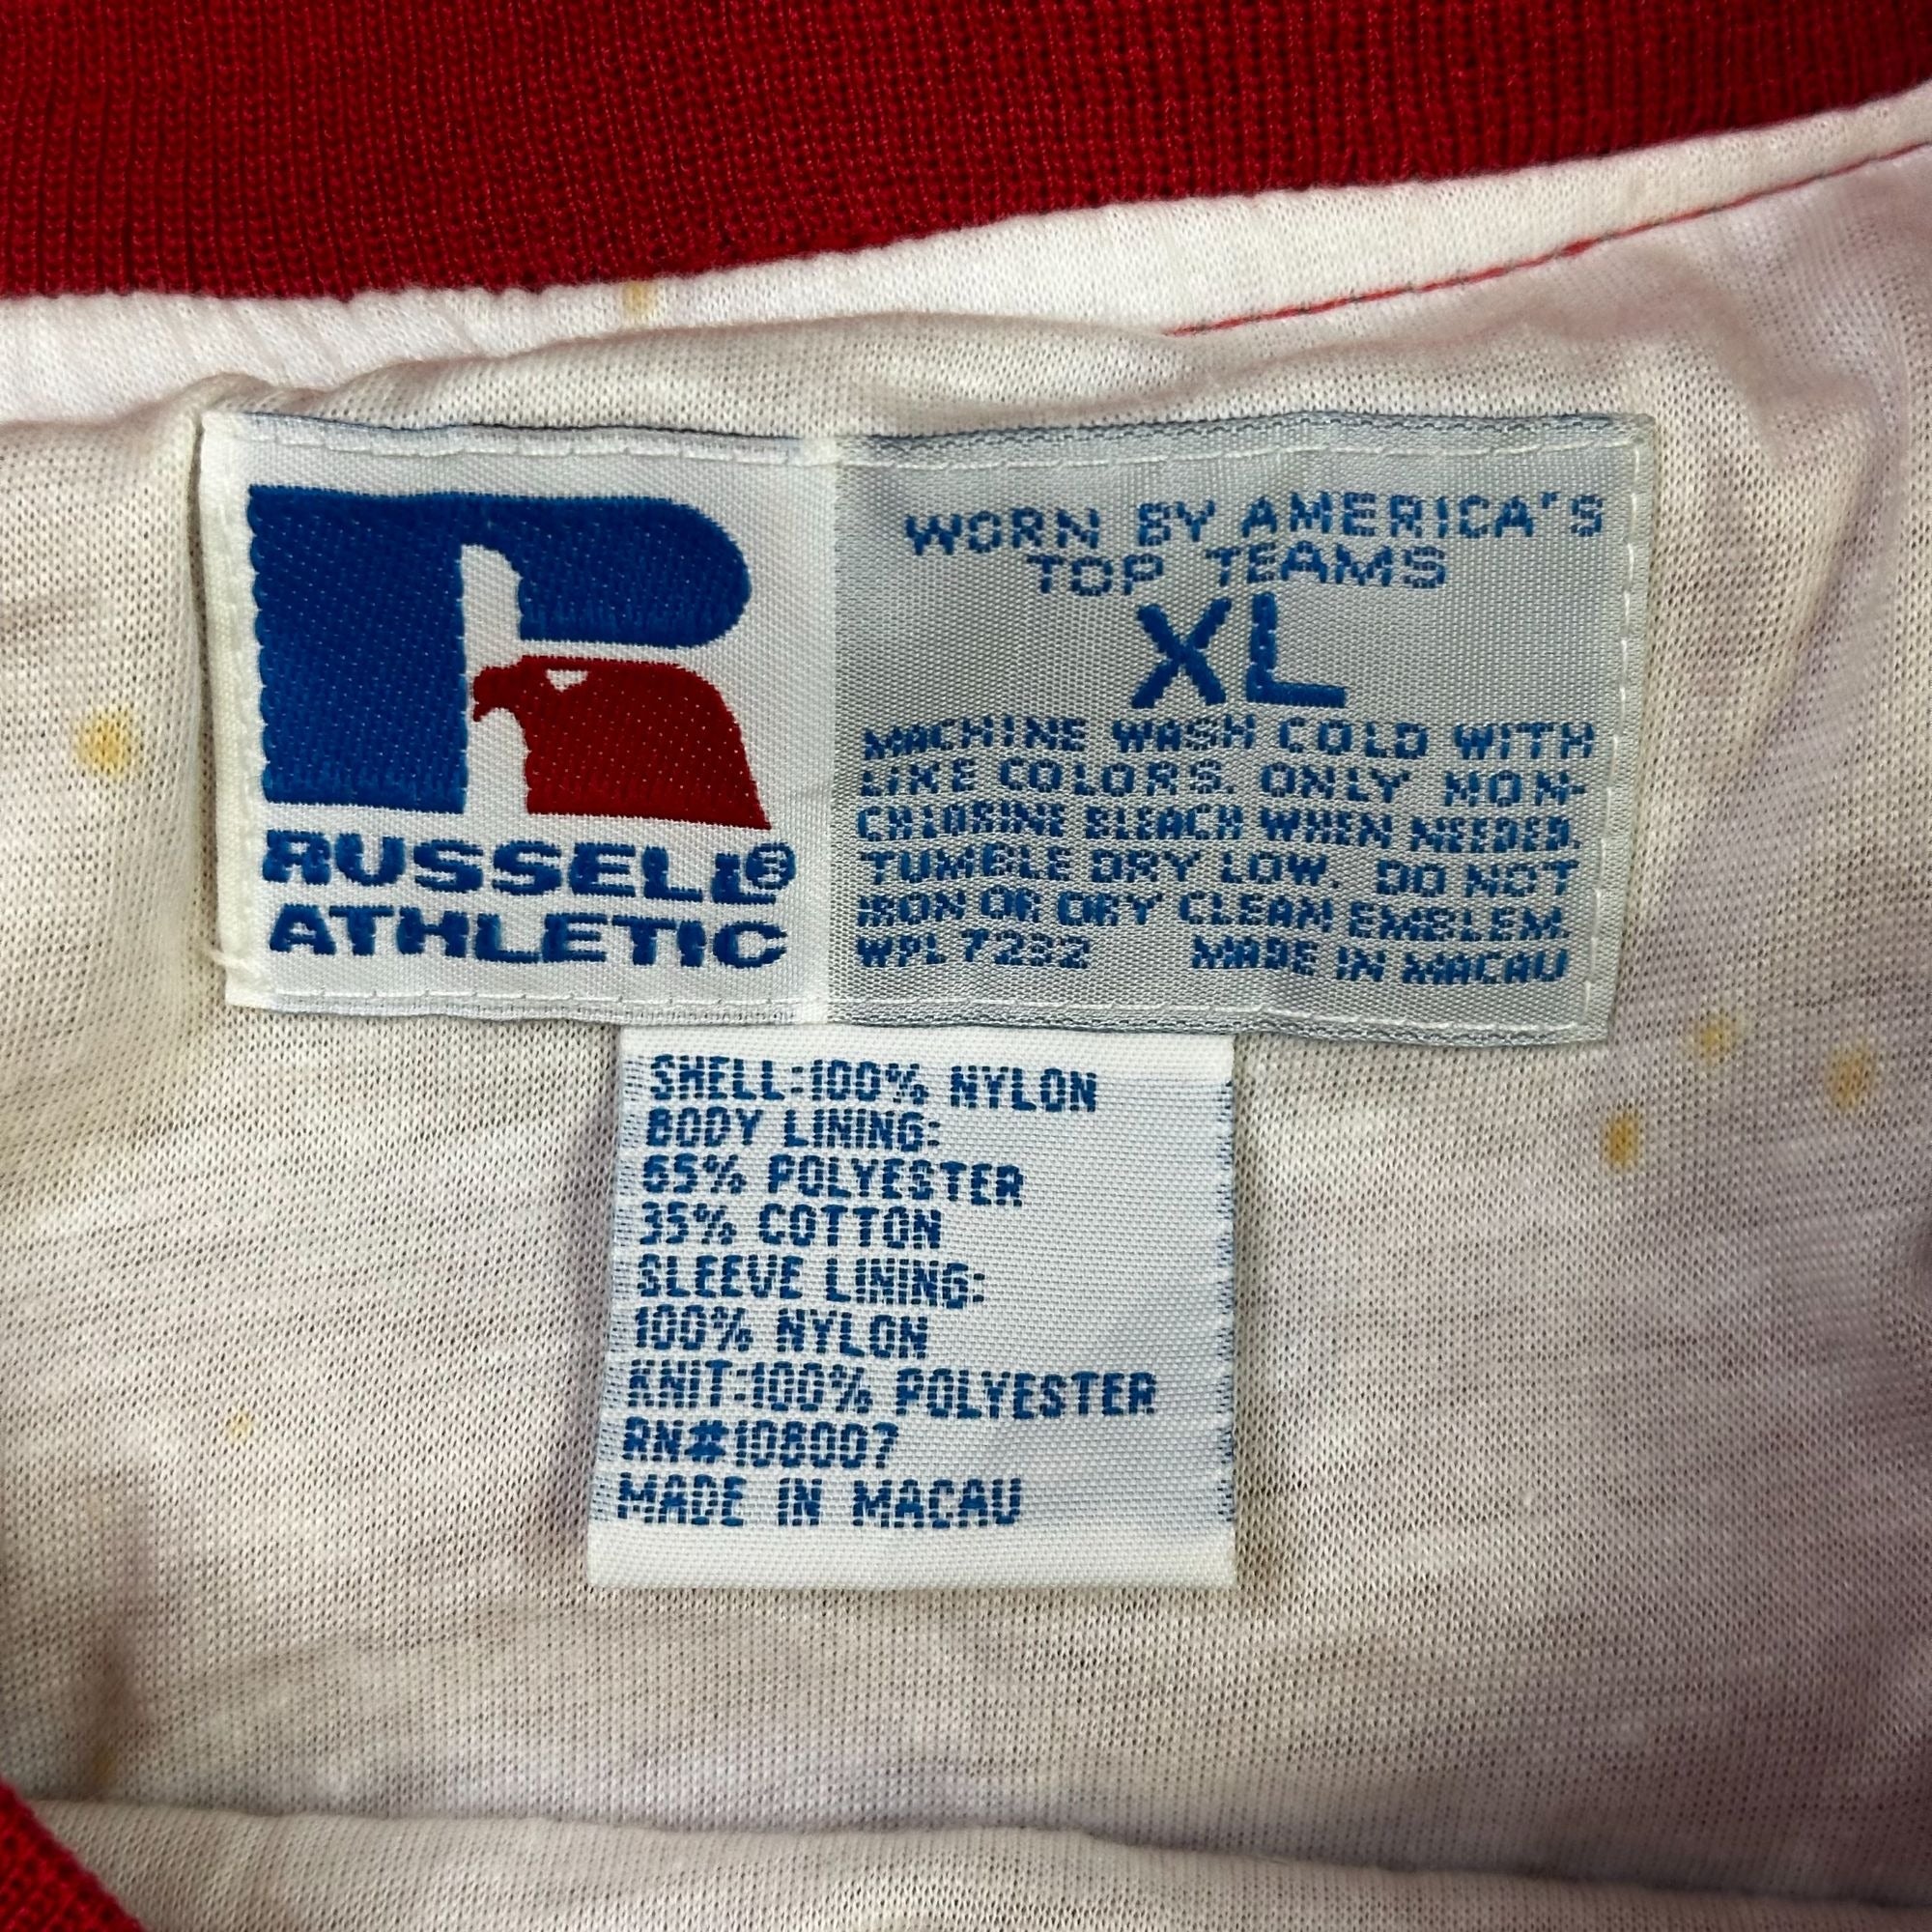 RUSSELL®
ATHLETIC
WORN BY AMERICA'S
TOP TEAMS
XL
MACHINE WASH COLD WITH
LIKE COLORS. ONLY NON-
CHLORINE BLEACH WHEN NEEDED.
TUMBLE DRY LOW. DO NOT
IRON OR DRY CLEAN EMBLEM.
WPL 7232 MADE IN MACAU
SHELL:100% NYLON
BODY LINING:
65% POLYESTER
35% COTTON
SLEEVE LINING:
100% NYLON
KNIT:100% POLYESTER
RN#108007
MADE IN MACAU